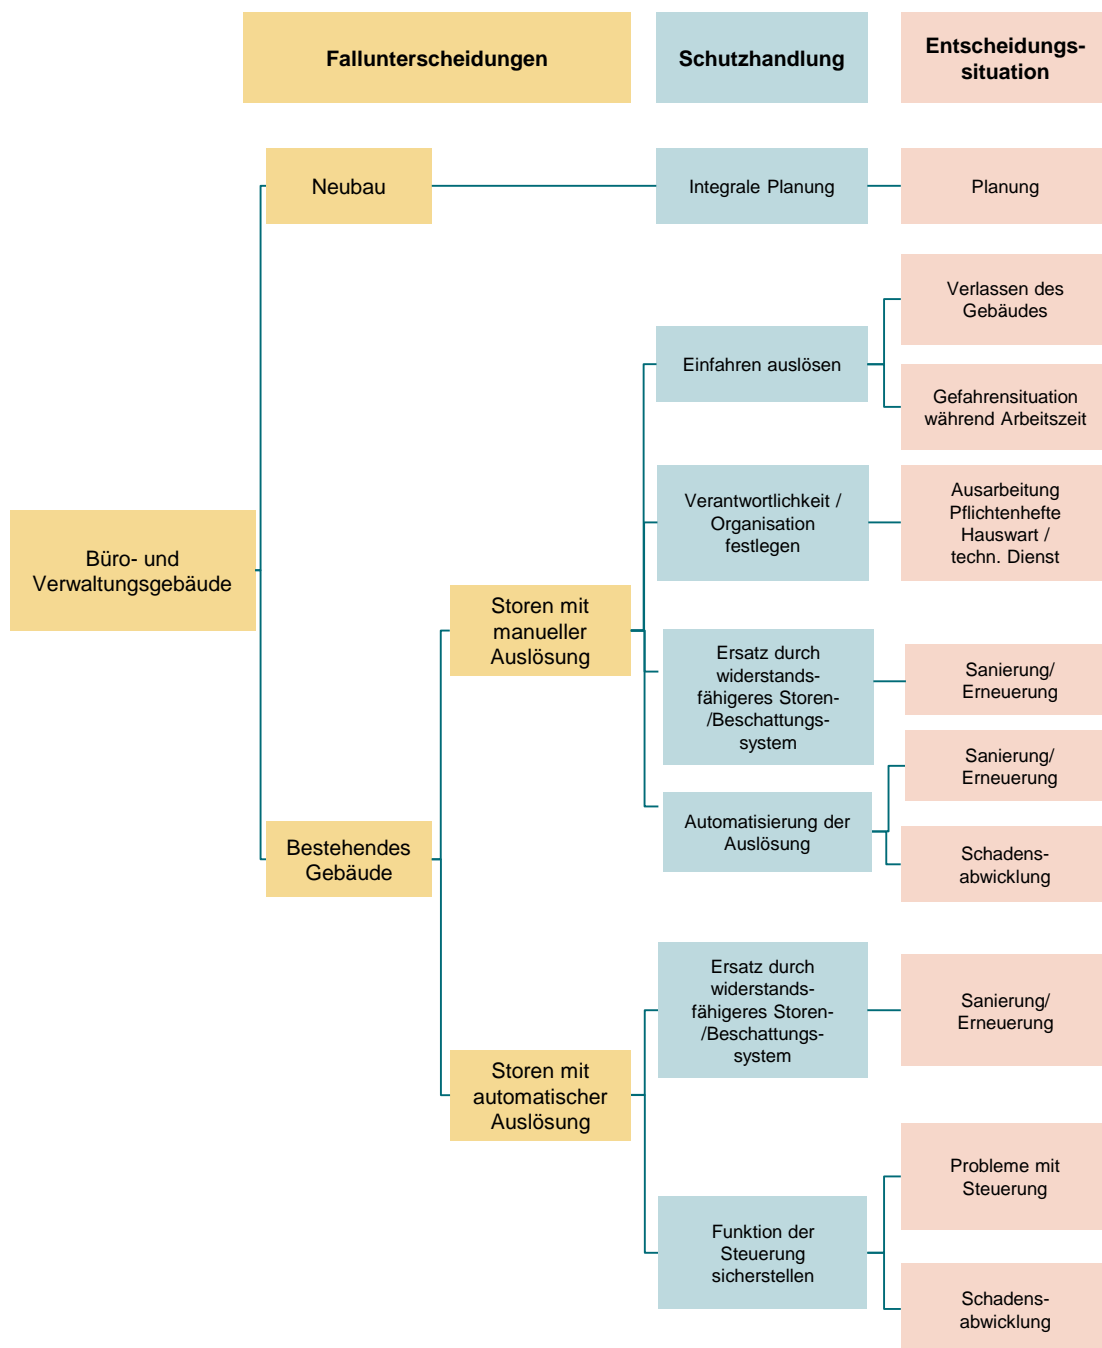 Fallunterscheidungen
Schutzhandlung
Entscheidungs-
situation
Neubau
Integrale Planung
Planung
Verlassen des
Gebäudes
Einfahren auslösen
Gefahrensituation
während Arbeitszeit
Verantwortlichkeit /
Organisation
festlegen
Ausarbeitung
Pflichtenhefte
Hauswart /
techn. Dienst
Büro- und
Verwaltungsgebäude
Storen mit
manueller
Auslösung
Ersatz durch
widerstands-
fähigeres Storen-
/Beschattungs-
system
Sanierung/
Erneuerung
Sanierung/
Erneuerung
Automatisierung der
Auslösung
Schadens-
abwicklung
Bestehendes
Gebäude
Ersatz durch
widerstands-
fähigeres Storen-
/Beschattungs-
system
Sanierung/
Erneuerung
Storen mit
automatischer
Auslösung
Probleme mit
Steuerung
Funktion der
Steuerung
sicherstellen
Schadens-
abwicklung